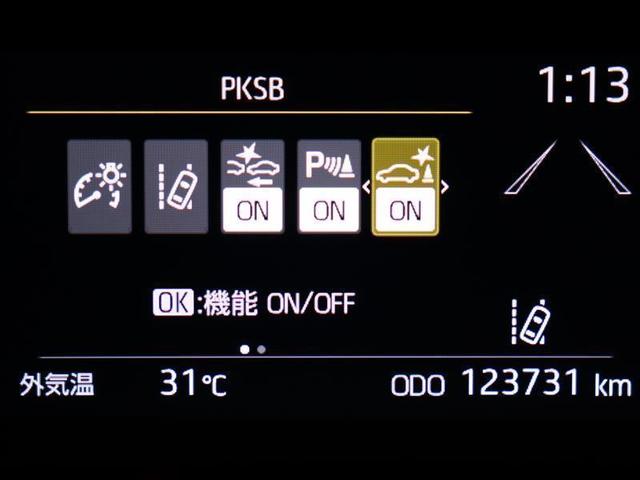 PKSB
1:13
ON
P
ON
ON
OK:機能 ON/OFF
外気温 31℃ ODO 123731 km